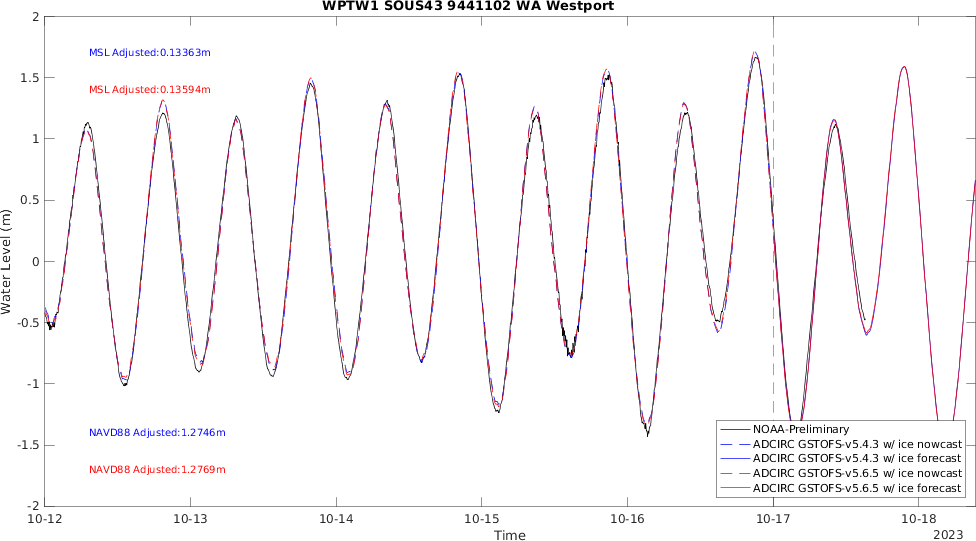 WPTW1 SOUS43 9441102 WA Westport
MSL Adjusted:0.13363m
MSL Adjusted:0.13594m
NAVD88 Adjusted:1.2746m
NAVD88 Adjusted:1.2769m
Water Level (m)
2
1.5
1
0.5
0
-0.5
-1
-1.5
-2
NOAA-Preliminary
ADCIRC GSTOFS-v5.4.3 w/ ice nowcast
ADCIRC GSTOFS-v5.4.3 w/ ice forecast
ADCIRC GSTOFS-v5.6.5 w/ ice nowcast
ADCIRC GSTOFS-v5.6.5 w/ ice forecast
10-12 10-13 10-14 10-15 10-16 10-17 10-18
Time
2023